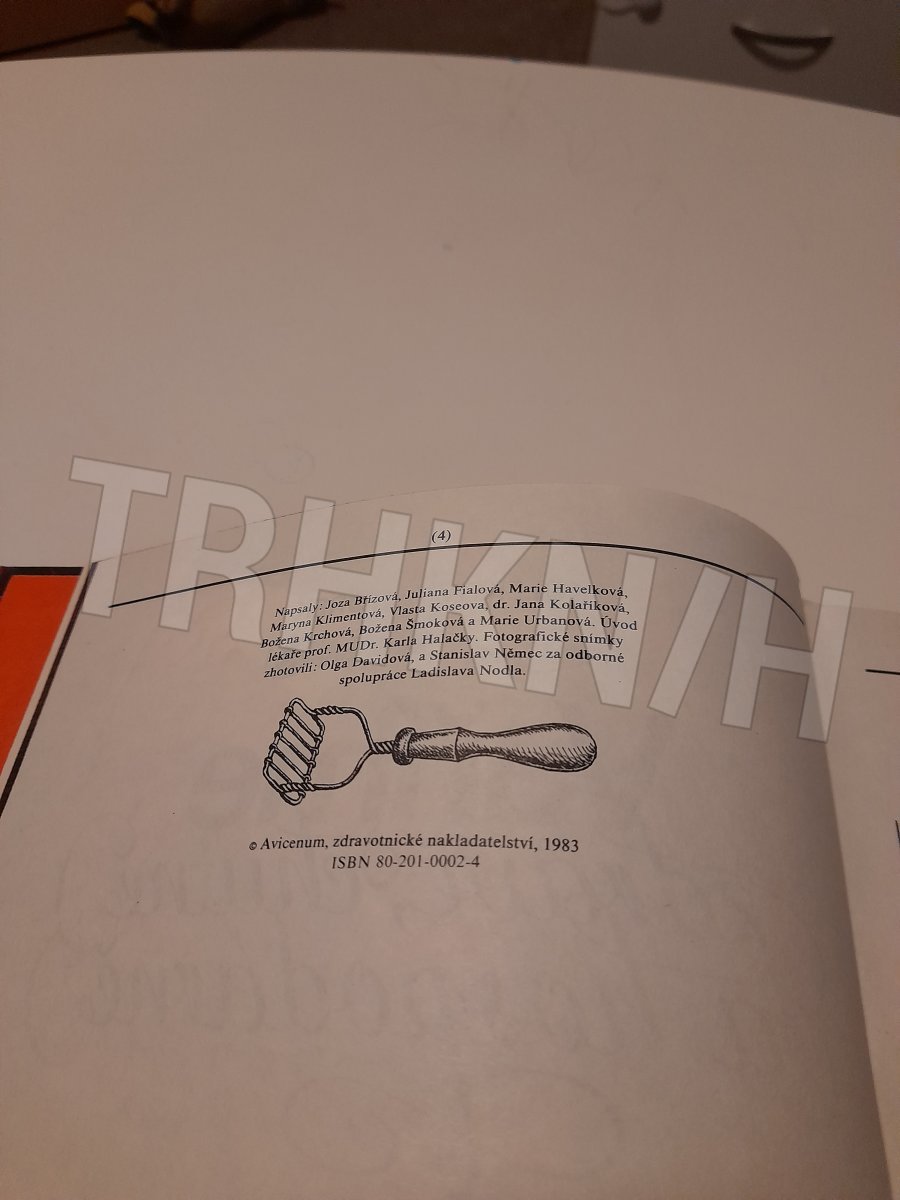 (4)
Napsaly: Joza Břízová, Juliana Fialová, Marie Havelková,
Maryna Klimentová, Vlasta Koseova, dr. Jana Kolaříková,
Božena Krchová, Božena Šmoková a Marie Urbanová. Úvod
lékaře prof. MUDr. Karla Halačky. Fotografické snímky
zhotovili: Olga Davidová, a Stanislav Němec za odborné
spolupráce Ladislava Nodla.
© Avicenum, zdravotnické nakladatelství, 1983
ISBN 80-201-0002-4
TRHKN/H